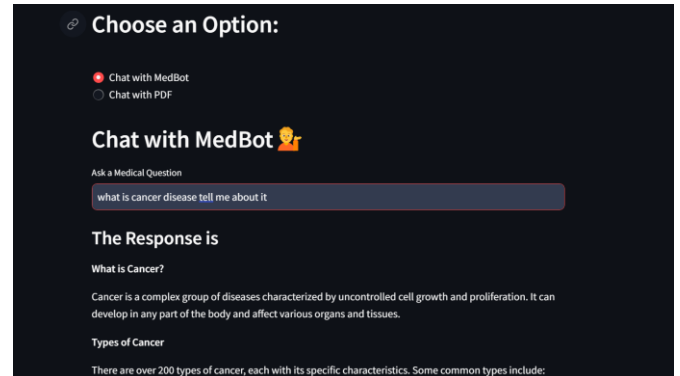 Choose an Option:
Chat with MedBot
Chat with PDF
Chat with MedBot 💁
Ask a Medical Question
what is cancer disease tell me about it
The Response is
What is Cancer?
Cancer is a complex group of diseases characterized by uncontrolled cell growth and proliferation. It can
develop in any part of the body and affect various organs and tissues.
Types of Cancer
There are over 200 types of cancer, each with its specific characteristics. Some common types include: